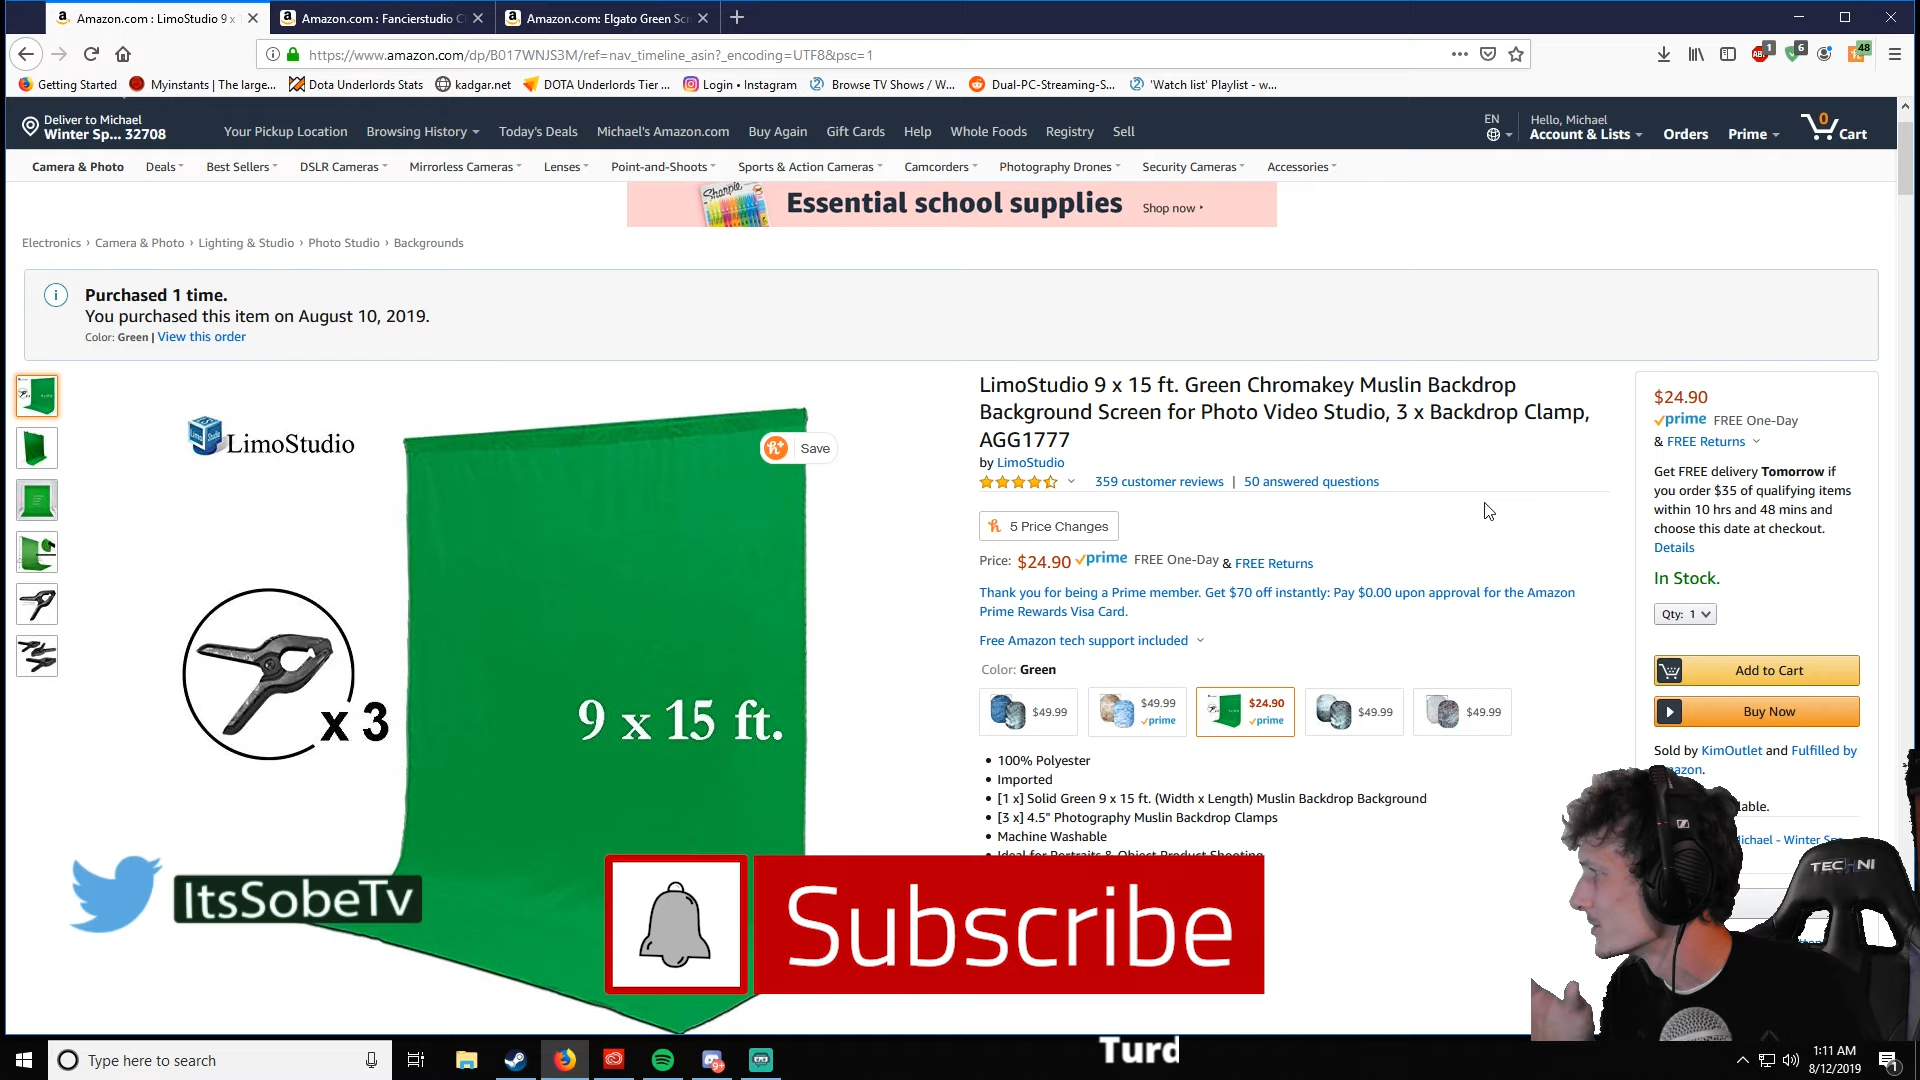 Amazon.com : LimoStudio 9 x 1
Amazon.com : Fancierstudio C
Amazon.com: Elgato Green Scr
https://www.amazon.com/dp/B017WNJS3M/ref=nav_timeline_asin?_encoding=UTF8&psc=1
1
6
48
Getting Started
Myinstants | The large...
Dota Underlords Stats
kadgar.net
DOTA Underlords Tier ...
Login • Instagram
Browse TV Shows / W...
Dual-PC-Streaming-S...
'Watch list' Playlist - w...
Deliver to Michael
Winter Sp... 32708
Your Pickup Location
Browsing History
Today's Deals
Michael's Amazon.com
Buy Again
Gift Cards
Help
Whole Foods
Registry
Sell
EN
Hello, Michael
Account & Lists
Orders
Prime
0
Cart
Camera & Photo
Deals
Best Sellers
DSLR Cameras
Mirrorless Cameras
Lenses
Point-and-Shoots
Sports & Action Cameras
Camcorders
Photography Drones
Security Cameras
Accessories
Sharpie
Essential school supplies
Shop now
Electronics › Camera & Photo › Lighting & Studio › Photo Studio › Backgrounds
Purchased 1 time.
You purchased this item on August 10, 2019.
Color: Green | View this order
LimoStudio
Save
x 3
9 x 15 ft.
LimoStudio 9 x 15 ft. Green Chromakey Muslin Backdrop
Background Screen for Photo Video Studio, 3 x Backdrop Clamp,
AGG1777
by LimoStudio
359 customer reviews | 50 answered questions
5 Price Changes
Price: $24.90 prime FREE One-Day & FREE Returns
Thank you for being a Prime member. Get $70 off instantly: Pay $0.00 upon approval for the Amazon
Prime Rewards Visa Card.
Free Amazon tech support included
Color: Green
$49.99
$49.99
prime
$24.90
prime
$49.99
$49.99
• 100% Polyester
• Imported
• [1 x] Solid Green 9 x 15 ft. (Width x Length) Muslin Backdrop Background
• [3 x] 4.5" Photography Muslin Backdrop Clamps
• Machine Washable
• Ideal for Portraits & Object Product Shooting
$24.90
prime FREE One-Day
& FREE Returns
Get FREE delivery Tomorrow if
you order $35 of qualifying items
within 10 hrs and 48 mins and
choose this date at checkout.
Details
In Stock.
Qty: 1
Add to Cart
Buy Now
Sold by KimOutlet and Fulfilled by
TECHNI
ItsSobeTv
Subscribe
Turd
Type here to search
9+
1:11 AM
8/12/2019
1